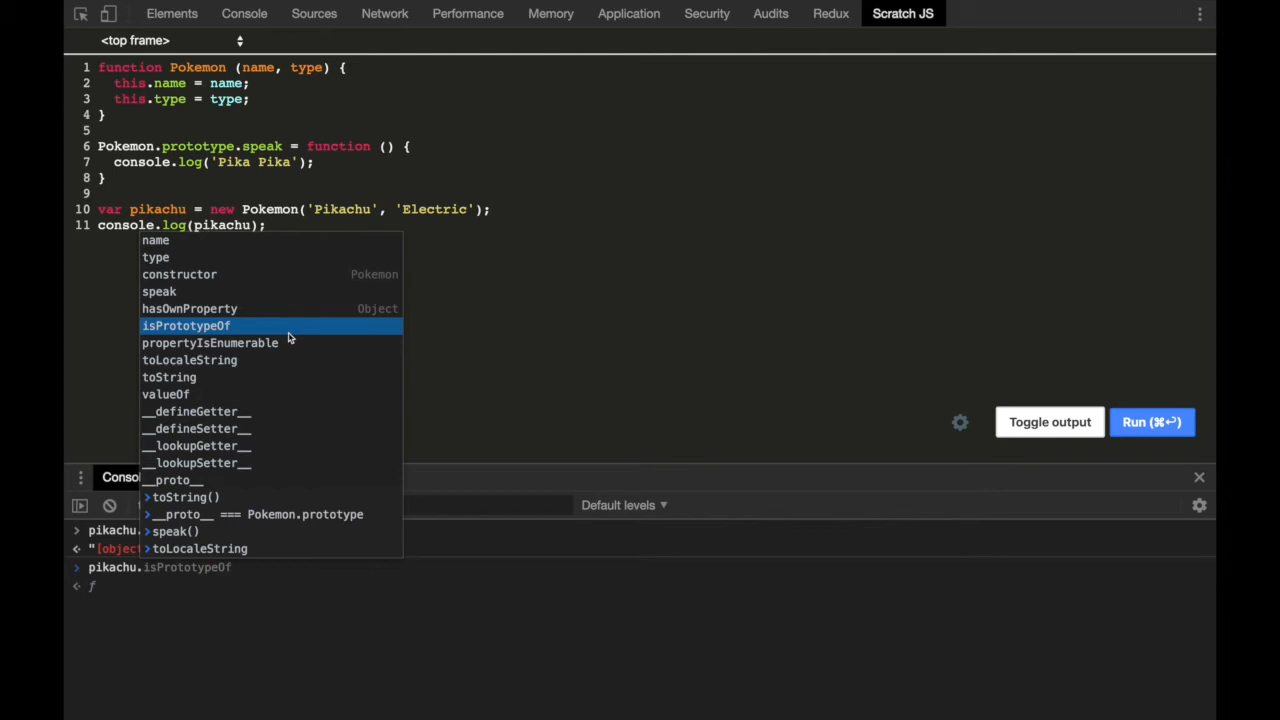 Elements Console Sources Network Performance Memory Application Security Audits Redux Scratch JS
<top frame>
1 function Pokemon (name, type) {
2 this.name = name;
3 this.type = type;
4 }
5
6 Pokemon.prototype.speak = function () {
7 console.log('Pika Pika');
8 }
9
10 var pikachu = new Pokemon('Pikachu', 'Electric');
11 console.log(pikachu);
name
type
constructor Pokemon
speak
hasOwnProperty Object
isPrototypeOf
propertyIsEnumerable
toLocaleString
toString
valueOf
__defineGetter__
__defineSetter__
__lookupGetter__
__lookupSetter__
__proto__
>toString()
>__proto__ === Pokemon.prototype
>speak()
>toLocaleString
Toggle output Run (⌘⏎)
Conso
Default levels ▼
> pikachu.
"[object
> pikachu.isPrototypeOf
ƒ